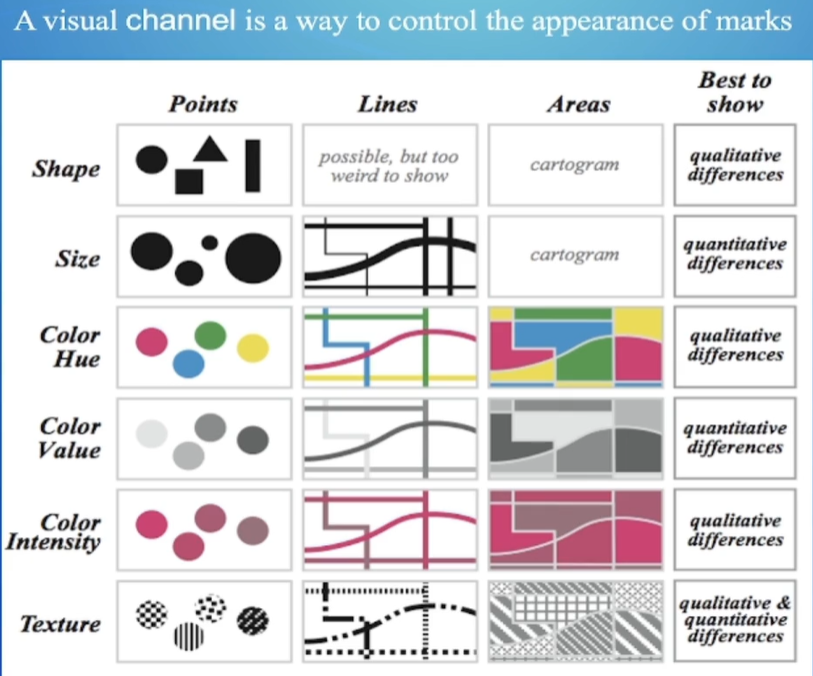 A visual channel is a way to control the appearance of marks
Points
Lines
Areas
Best to
show
Shape
possible, but too
weird to show
cartogram
qualitative
differences
Size
cartogram
quantitative
differences
Color
Hue
qualitative
differences
Color
Value
quantitative
differences
Color
Intensity
qualitative
differences
Texture
qualitative &
quantitative
differences